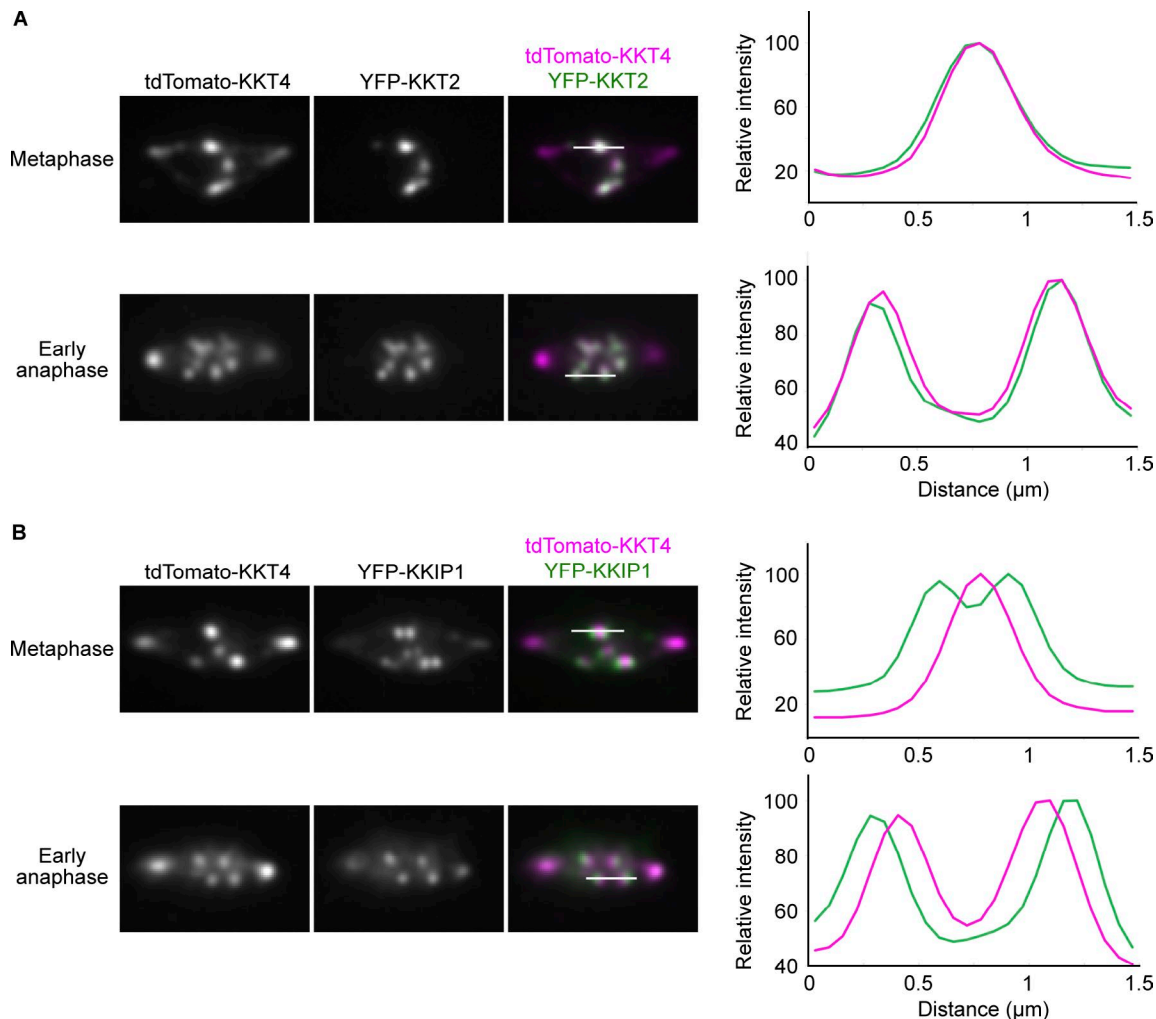 A
tdTomato-KKT4
YFP-KKT2
tdTomato-KKT4
YFP-KKT2
Metaphase
Relative intensity
100
60
20
0
0.5
1
1.5
Early
anaphase
Relative intensity
100
80
60
40
0
0.5
1
1.5
Distance (µm)
B
tdTomato-KKT4
YFP-KKIP1
tdTomato-KKT4
YFP-KKIP1
Metaphase
Relative intensity
100
60
20
0
0.5
1
1.5
Early
anaphase
Relative intensity
100
80
60
40
0
0.5
1
1.5
Distance (µm)